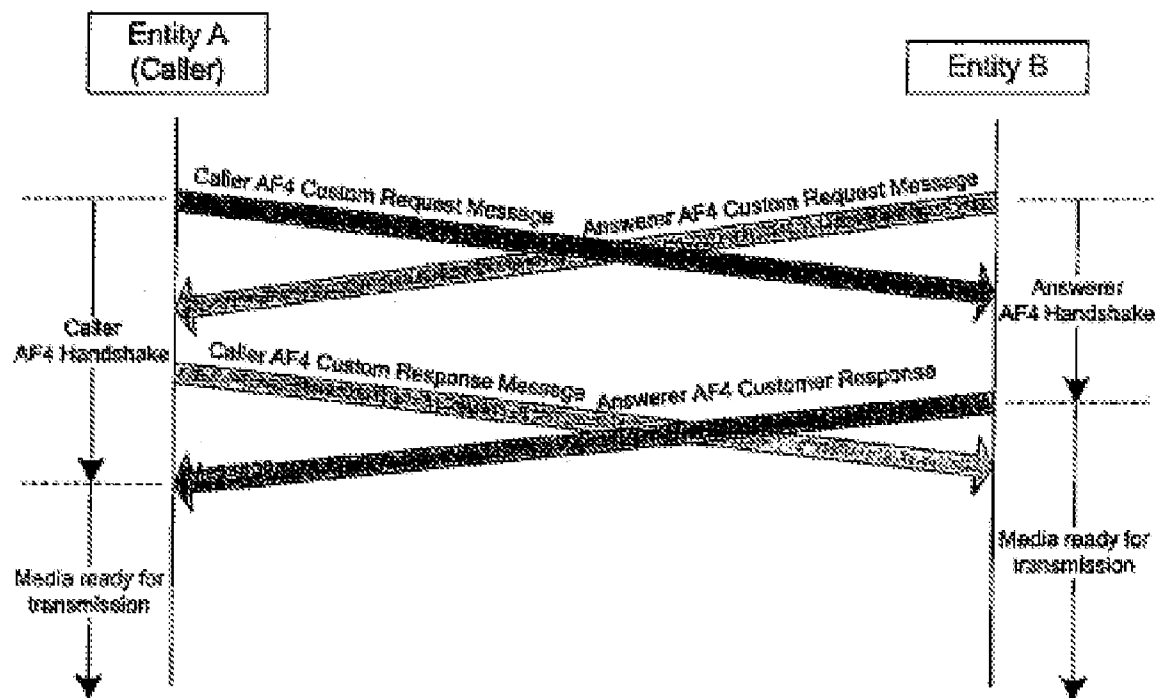 Entity A
(Caller)
Entity B
Caller AF4 Custom Request Message
Answerer AF4 Custom Request Message
Caller
AF4 Handshake
Answerer
AF4 Handshake
Caller AF4 Custom Response Message
Answerer AF4 Customer Response
Message
Media ready for
transmission
Media ready for
transmission